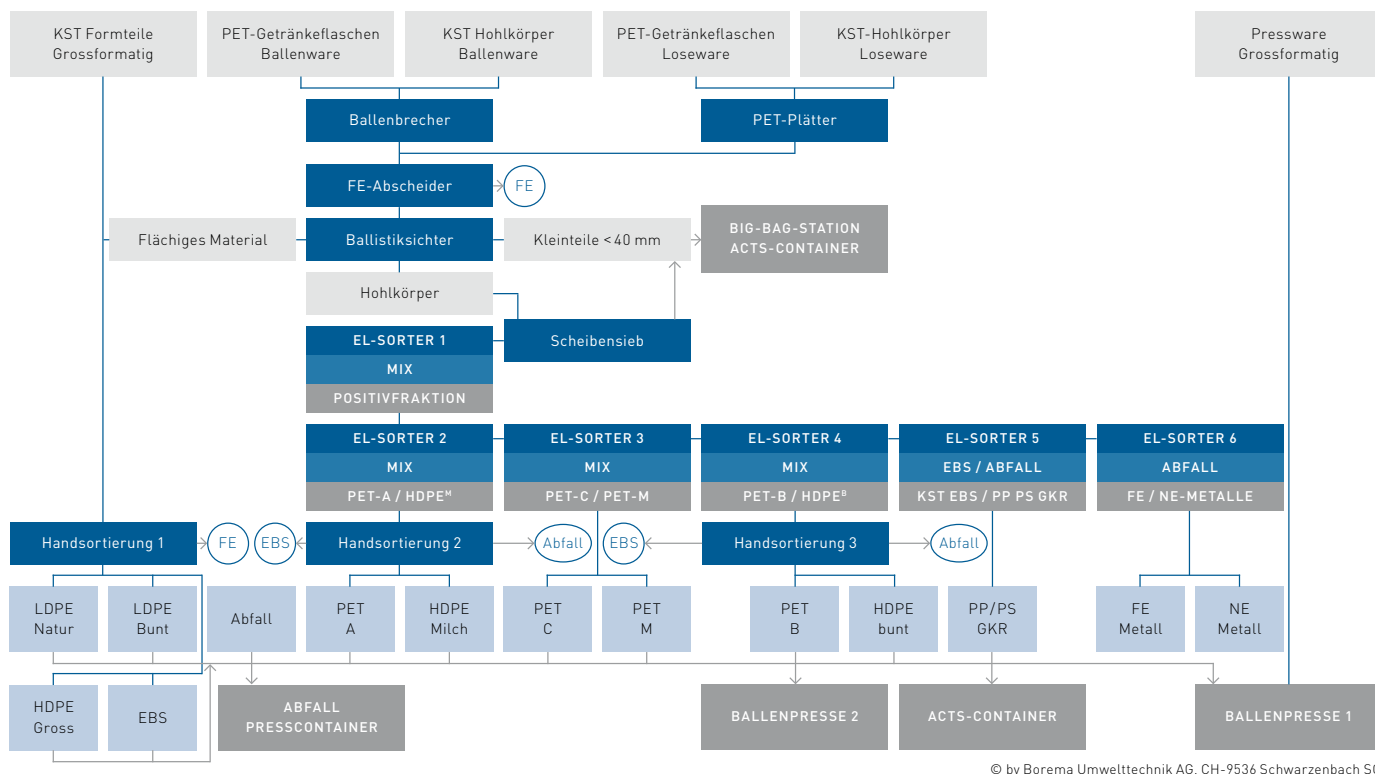 KST Formteile
Grossformatig
PET-Getränkeflaschen
Ballenware
KST Hohlkörper
Ballenware
PET-Getränkeflaschen
Loseware
KST-Hohlkörper
Loseware
Pressware
Grossformatig
Ballenbrecher
PET-Plätter
FE-Abscheider
FE
Flächiges Material
Ballistiksichter
Kleinteile <40 mm
BIG-BAG-STATION
ACTS-CONTAINER
Hohlkörper
Scheibensieb
EL-SORTER 1
MIX
POSITIVFRAKTION
EL-SORTER 2
MIX
PET-A / HDPEᴹ
EL-SORTER 3
MIX
PET-C / PET-M
EL-SORTER 4
MIX
PET-B / HDPEᴮ
EL-SORTER 5
EBS / ABFALL
KST EBS / PP PS GKR
EL-SORTER 6
ABFALL
FE / NE-METALLE
Handsortierung 1
FE
EBS
Handsortierung 2
Abfall
EBS
Handsortierung 3
Abfall
LDPE
Natur
LDPE
Bunt
Abfall
PET
A
HDPE
Milch
PET
C
PET
M
PET
B
HDPE
bunt
PP/PS
GKR
FE
Metall
NE
Metall
HDPE
Gross
EBS
ABFALL
PRESSCONTAINER
BALLENPRESSE 2
ACTS-CONTAINER
BALLENPRESSE 1
© by Borema Umwelttechnik AG, CH-9536 Schwarzenbach SG